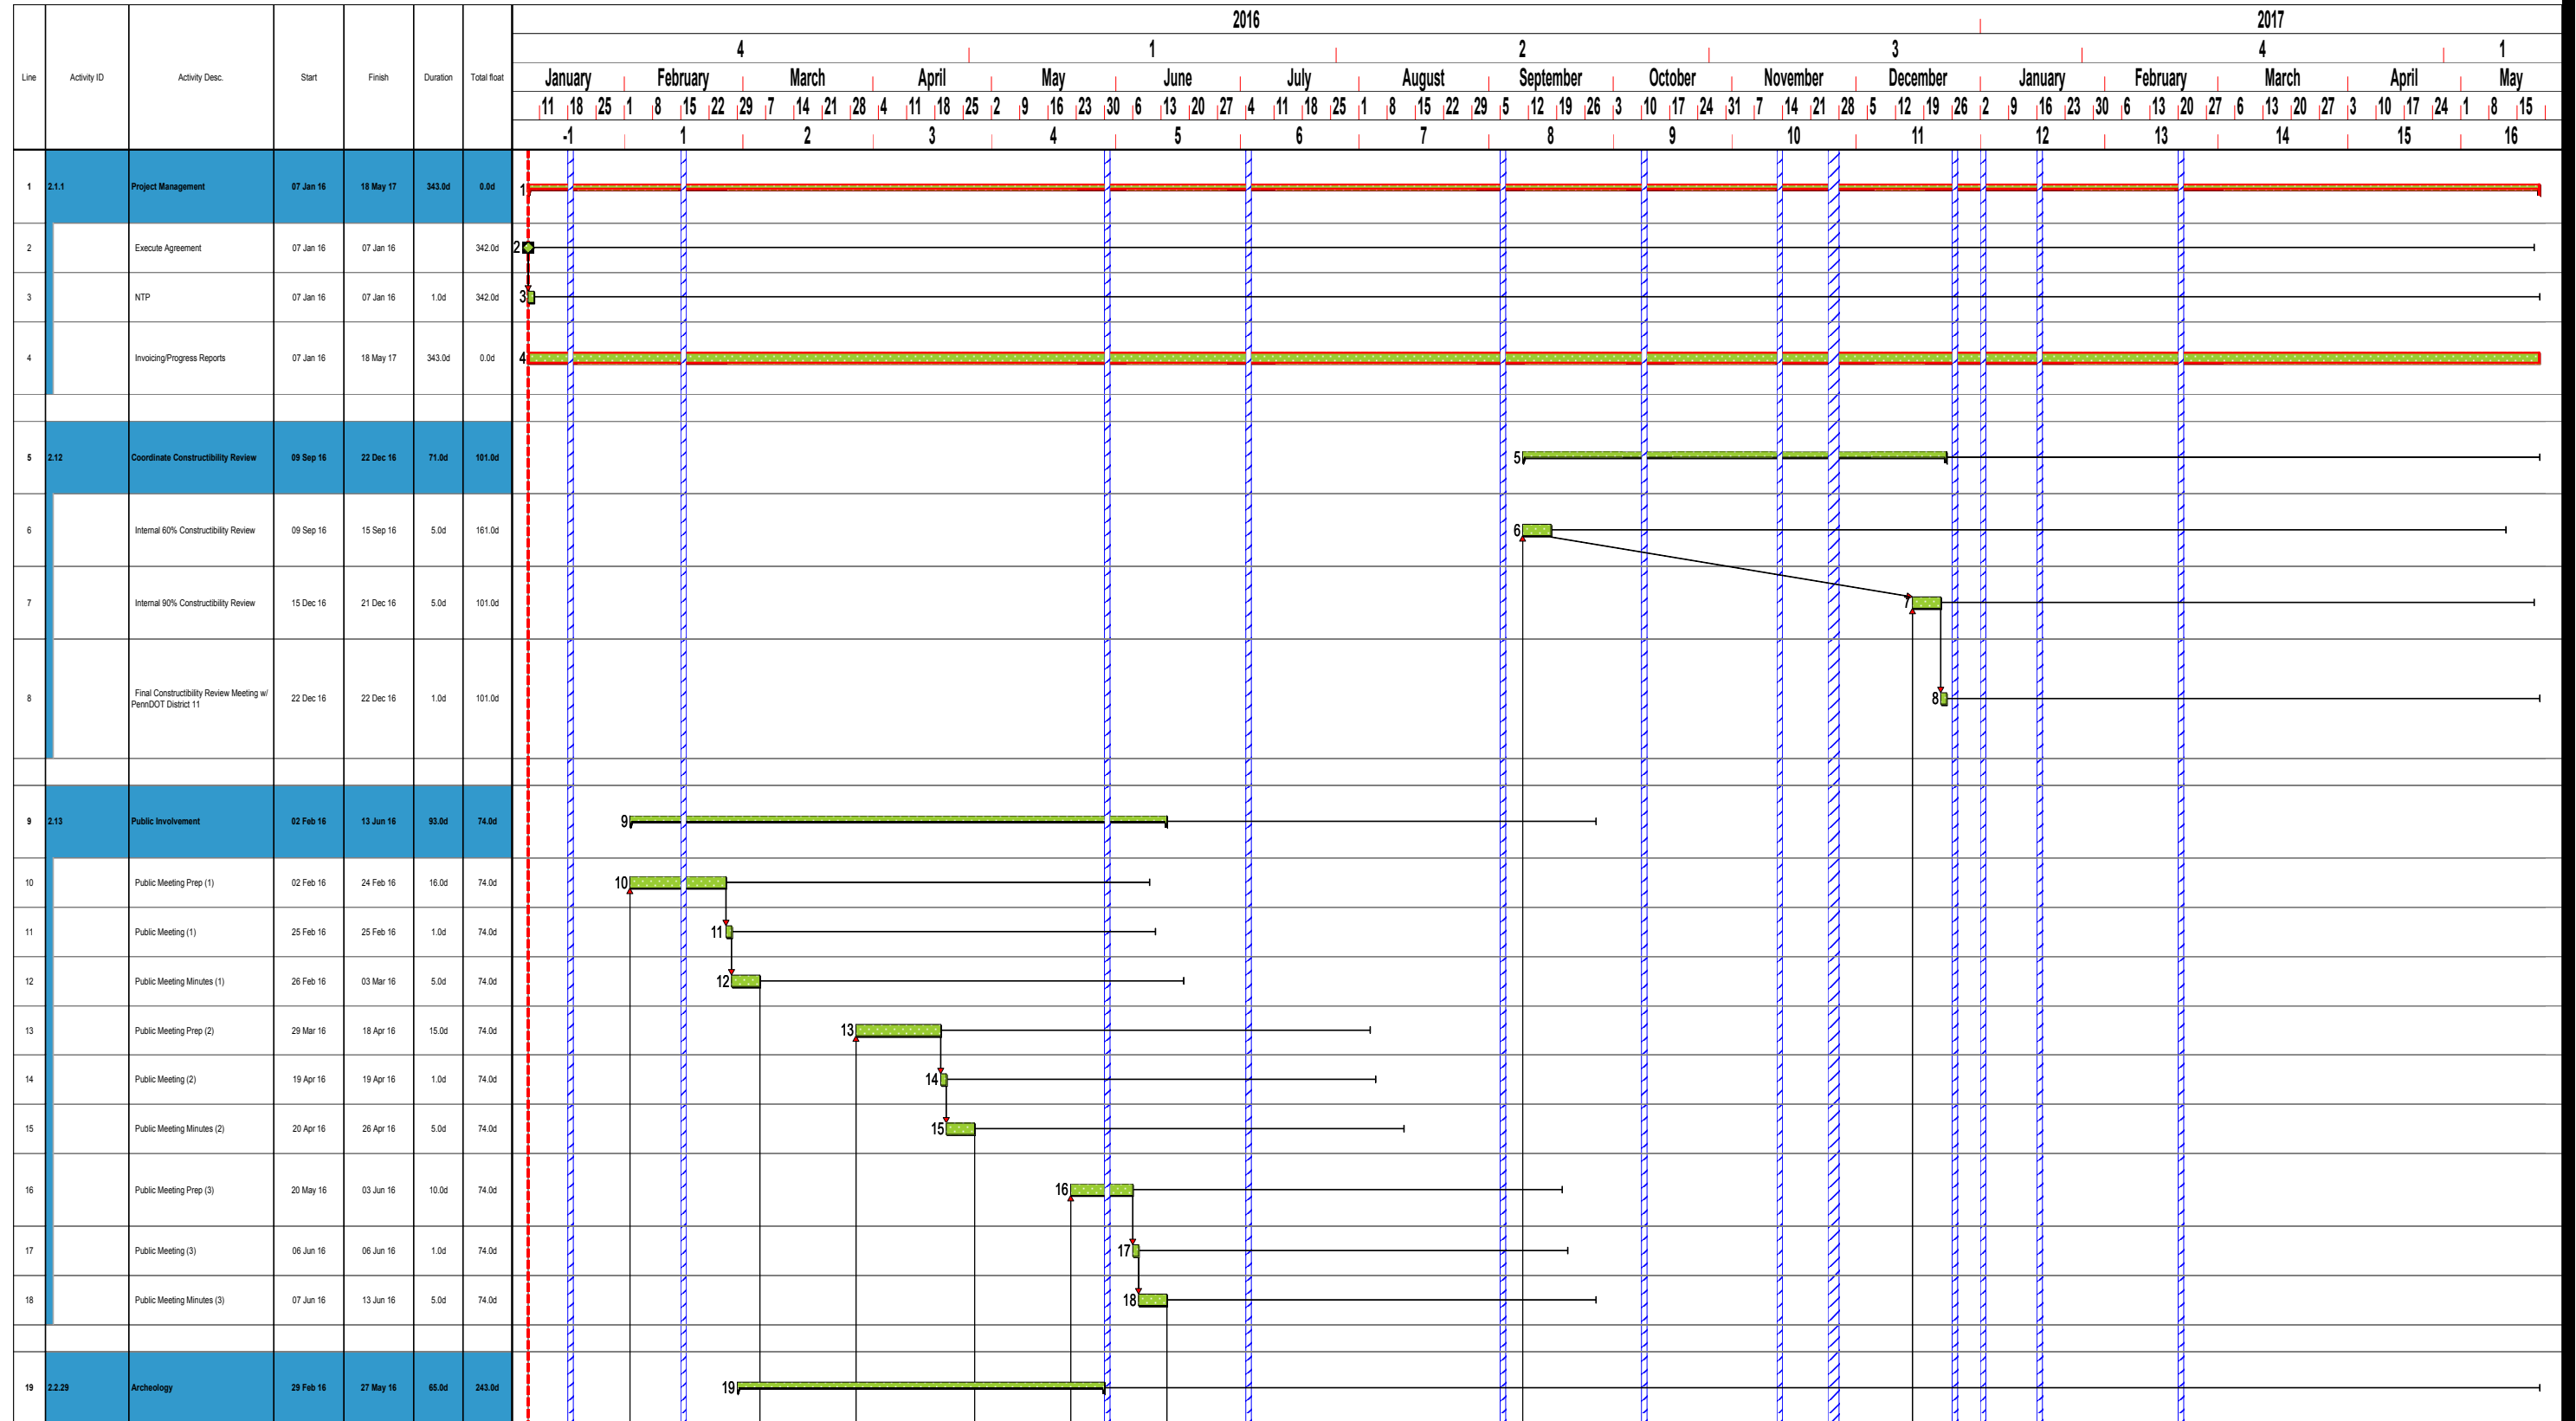 2016 2017
4 1 2 3 4 1
Line Activity ID Activity Desc. Start Finish Duration Total float
January February March April May June July August September October November December January February March April May
11 18 25 1 8 15 22 29 7 14 21 28 4 11 18 25 2 9 16 23 30 6 13 20 27 4 11 18 25 1 8 15 22 29 5 12 19 26 3 10 17 24 31 7 14 21 28 5 12 19 26 2 9 16 23 30 6 13 20 27 6 13 20 27 3 10 17 24 1 8 15
-1 1 2 3 4 5 6 7 8 9 10 11 12 13 14 15 16
1 2.1.1 Project Management 07 Jan 16 18 May 17 343.0d 0.0d 1
2 Execute Agreement 07 Jan 16 07 Jan 16 342.0d 2
3 NTP 07 Jan 16 07 Jan 16 1.0d 342.0d 3
4 Invoicing/Progress Reports 07 Jan 16 18 May 17 343.0d 0.0d 4
5 2.12 Coordinate Constructibility Review 09 Sep 16 22 Dec 16 71.0d 101.0d 5
6 Internal 60% Constructibility Review 09 Sep 16 15 Sep 16 5.0d 161.0d 6
7 Internal 90% Constructibility Review 15 Dec 16 21 Dec 16 5.0d 101.0d 7
8 Final Constructibility Review Meeting w/
PennDOT District 11 22 Dec 16 22 Dec 16 1.0d 101.0d 8
9 2.13 Public Involvement 02 Feb 16 13 Jun 16 93.0d 74.0d 9
10 Public Meeting Prep (1) 02 Feb 16 24 Feb 16 16.0d 74.0d 10
11 Public Meeting (1) 25 Feb 16 25 Feb 16 1.0d 74.0d 11
12 Public Meeting Minutes (1) 26 Feb 16 03 Mar 16 5.0d 74.0d 12
13 Public Meeting Prep (2) 29 Mar 16 18 Apr 16 15.0d 74.0d 13
14 Public Meeting (2) 19 Apr 16 19 Apr 16 1.0d 74.0d 14
15 Public Meeting Minutes (2) 20 Apr 16 26 Apr 16 5.0d 74.0d 15
16 Public Meeting Prep (3) 20 May 16 03 Jun 16 10.0d 74.0d 16
17 Public Meeting (3) 06 Jun 16 06 Jun 16 1.0d 74.0d 17
18 Public Meeting Minutes (3) 07 Jun 16 13 Jun 16 5.0d 74.0d 18
19 2.2.29 Archeology 29 Feb 16 27 May 16 65.0d 243.0d 19